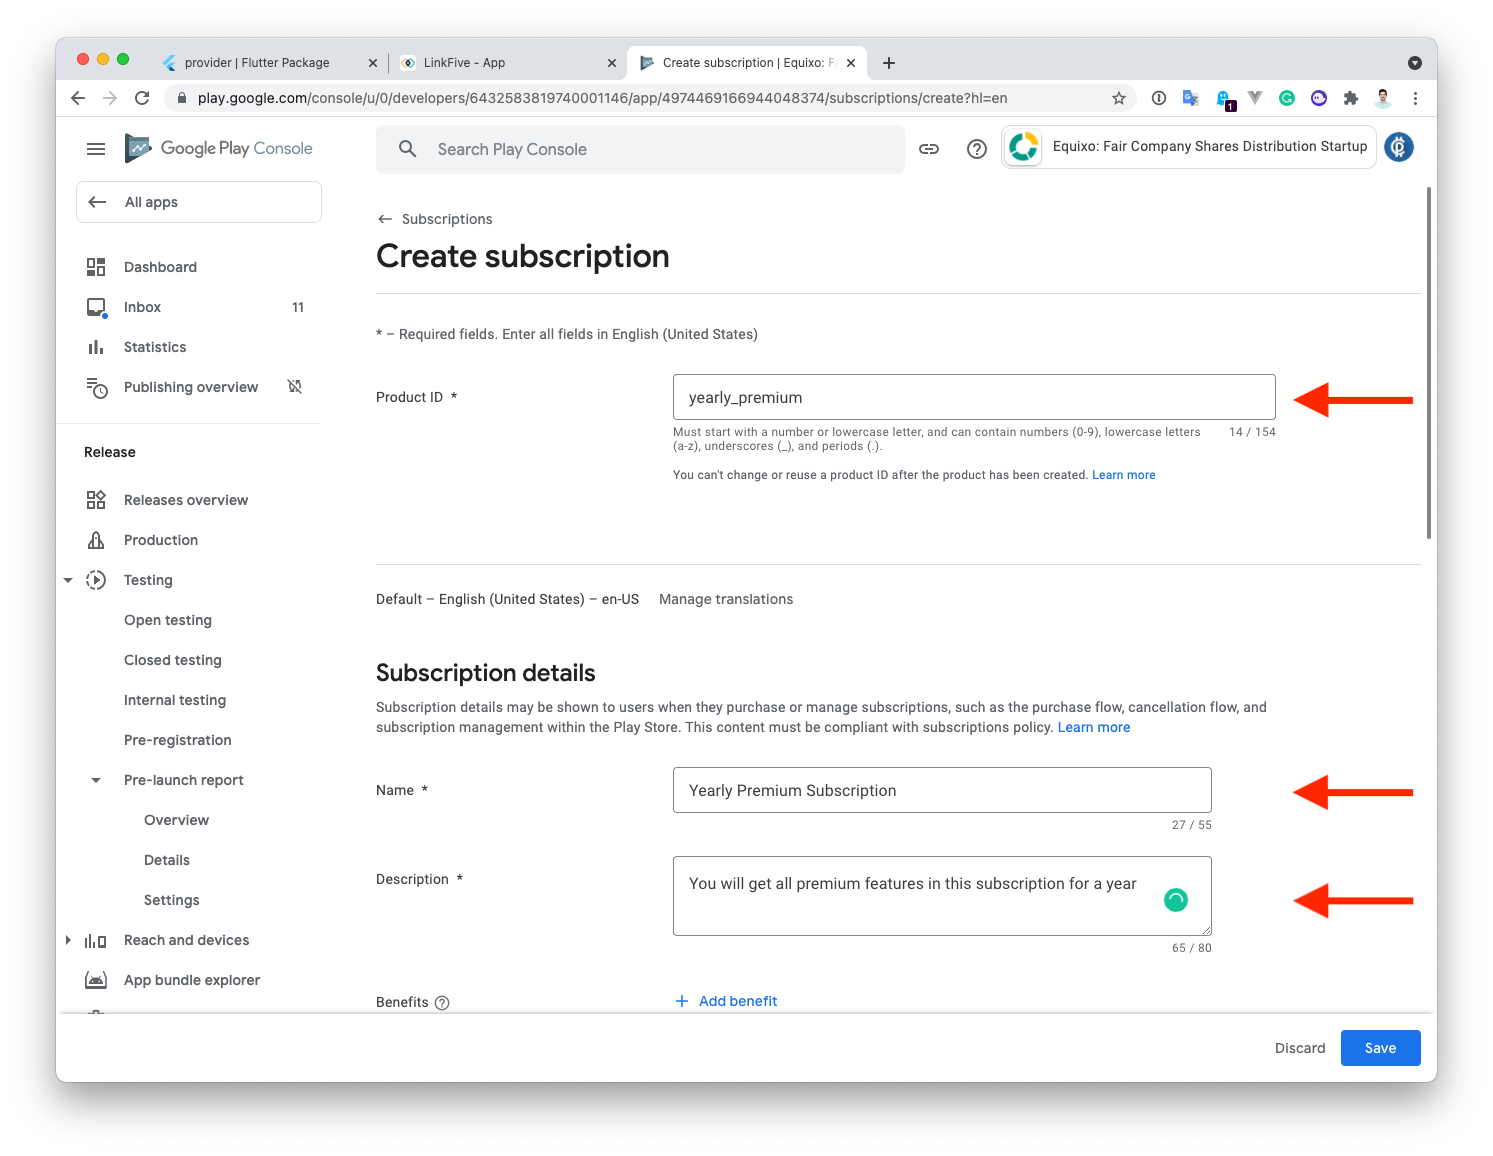 provider | Flutter Package
LinkFive - App
Create subscription | Equixo: F
play.google.com/console/u/0/developers/6432583819740001146/app/4974469166944048374/subscriptions/create?hl=en
1
Google Play Console
Search Play Console
Equixo: Fair Company Shares Distribution Startup
All apps
Dashboard
Inbox 11
Statistics
Publishing overview
Release
Releases overview
Production
Testing
Open testing
Closed testing
Internal testing
Pre-registration
Pre-launch report
Overview
Details
Settings
Reach and devices
App bundle explorer
Subscriptions
Create subscription
* – Required fields. Enter all fields in English (United States)
Product ID *
yearly_premium
Must start with a number or lowercase letter, and can contain numbers (0-9), lowercase letters
(a-z), underscores (_), and periods (.).
14 / 154
You can't change or reuse a product ID after the product has been created. Learn more
Default – English (United States) – en-US Manage translations
Subscription details
Subscription details may be shown to users when they purchase or manage subscriptions, such as the purchase flow, cancellation flow, and
subscription management within the Play Store. This content must be compliant with subscriptions policy. Learn more
Name *
Yearly Premium Subscription
27 / 55
Description *
You will get all premium features in this subscription for a year
65 / 80
Benefits
Add benefit
Discard
Save